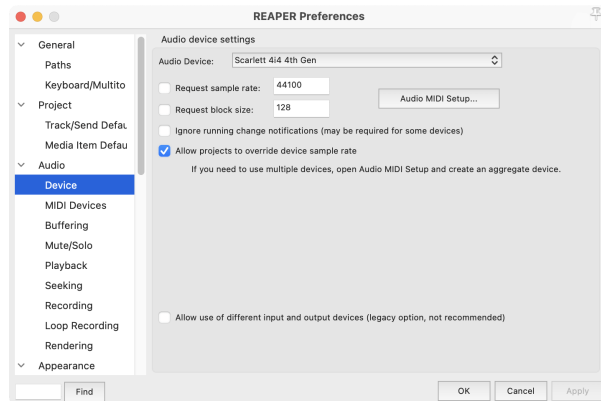 REAPER Preferences
General
Paths
Keyboard/Multito
Project
Track/Send Defau
Media Item Defau
Audio
Device
MIDI Devices
Buffering
Mute/Solo
Playback
Seeking
Recording
Loop Recording
Rendering
Appearance
Find
Audio device settings
Audio Device: Scarlett 4i4 4th Gen
Request sample rate: 44100
Request block size: 128
Audio MIDI Setup...
Ignore running change notifications (may be required for some devices)
Allow projects to override device sample rate
If you need to use multiple devices, open Audio MIDI Setup and create an aggregate device.
Allow use of different input and output devices (legacy option, not recommended)
OK Cancel Apply